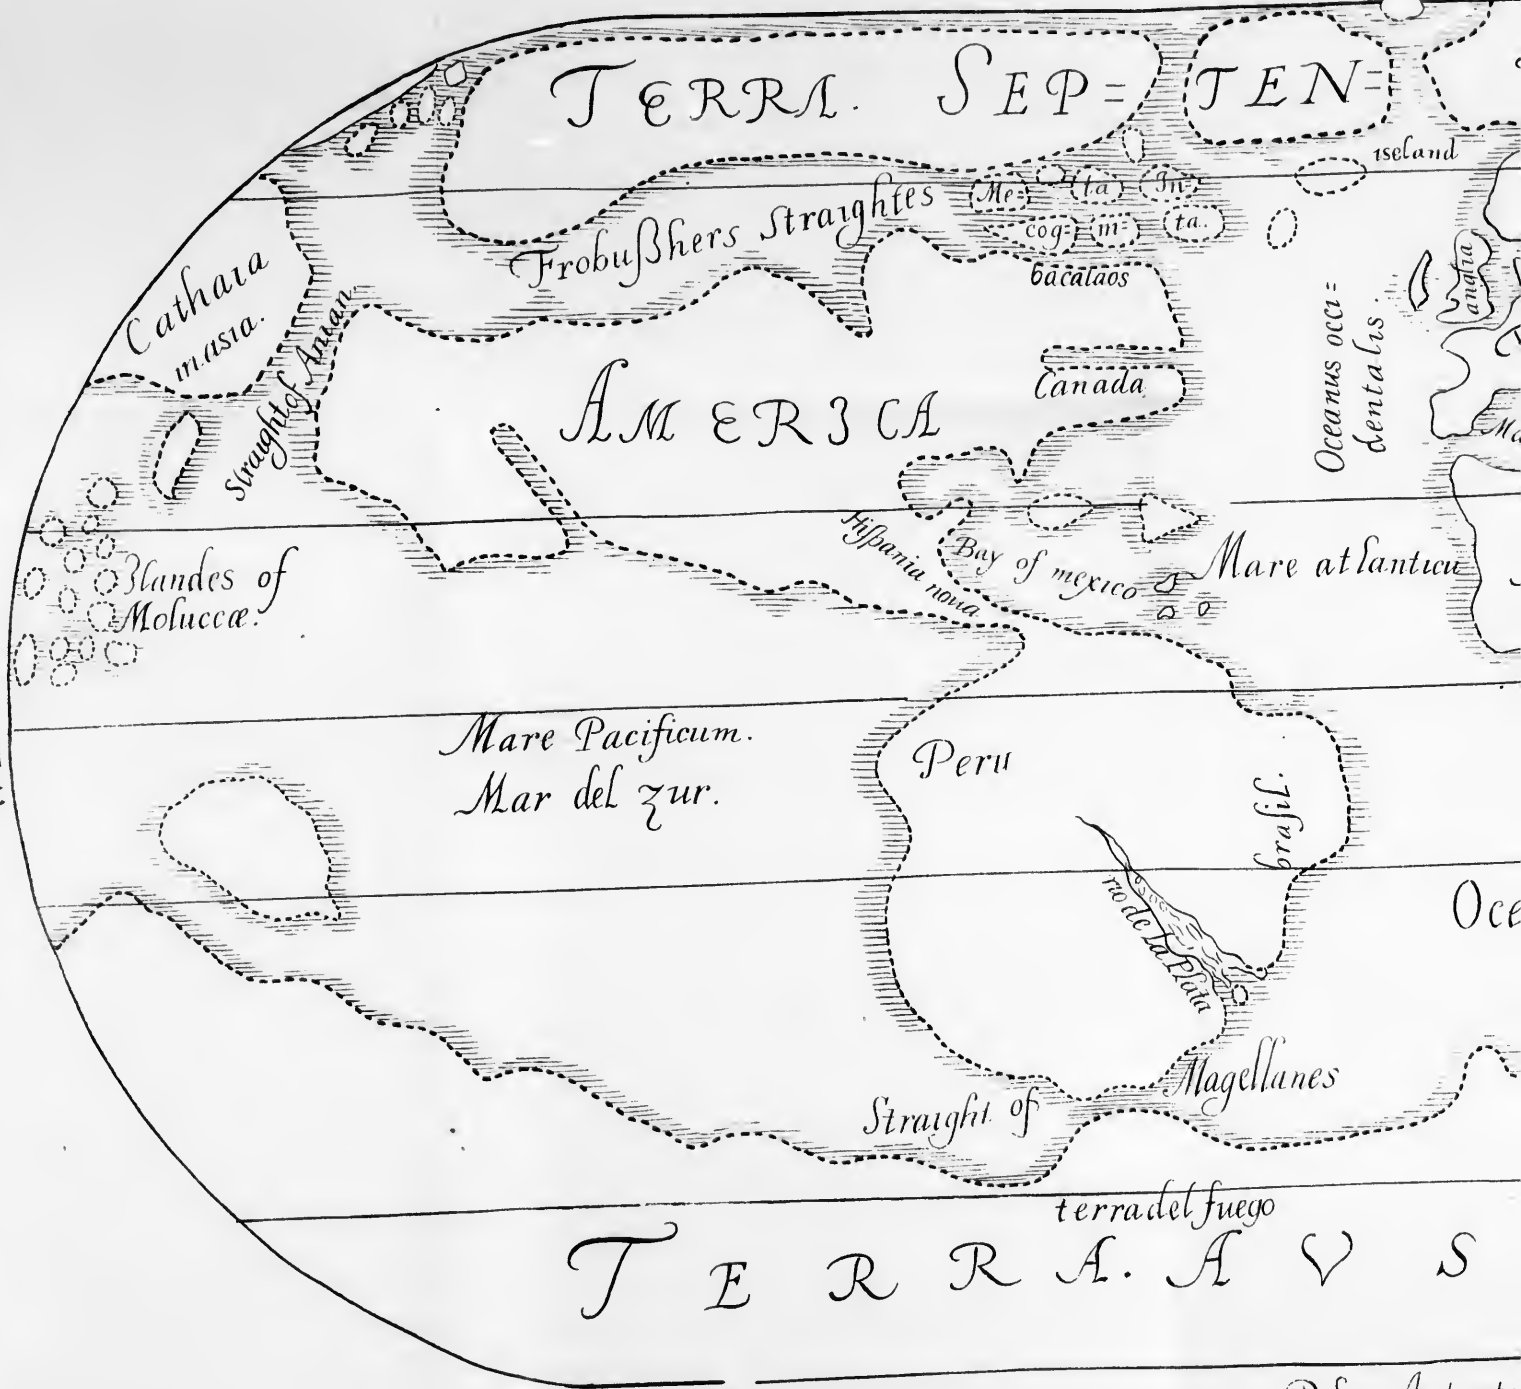 TERRA. SEP=
TEN=
Iseland
Me=
ta
In=
cog=
ni=
ta.
Frobußhers Straightes
bacalaos
Cathaia
in.asia.
Straight of Anian.
anglia
Oceanus occi=
dentalis.
Canada
AMERICA
Hispania noua
Bay of mexico
Mare atlanticu
Ilandes of
Moluccæ.
Mare Pacificum.
Mar del zur.
Peru
brasil.
rio de La Plata
Oce
Straight of
Magellanes
terra del fuego
TERRA. AVS